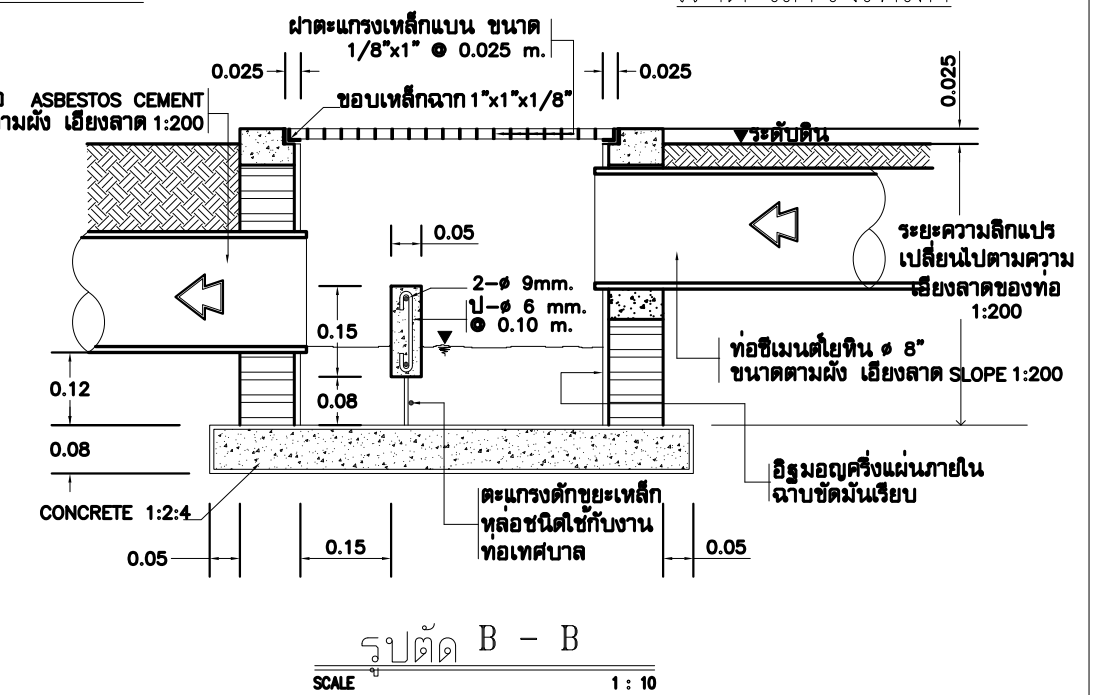 ฝาตะแกรงเหล็กแบน ขนาด
1/8"x1" @ 0.025 m.
0.025
0.025
0.025
ASBESTOS CEMENT
ตามผัง เอียงลาด 1:200
ขอบเหล็กฉาก 1"x1"x1/8"
ระดับดิน
0.05
ระยะความลึกแปร
เปลี่ยนไปตามความ
เอียงลาดของท่อ
1:200
2-ø 9mm.
ป-ø 6 mm.
@ 0.10 m.
0.15
ท่อซีเมนต์ใยหิน ø 8"
ขนาดตามผัง เอียงลาด SLOPE 1:200
0.12
0.08
0.08
อิฐมอญครึ่งแผ่นภายใน
ฉาบขัดมันเรียบ
CONCRETE 1:2:4
ตะแกรงดักขยะเหล็ก
หล่อชนิดใช้กับงาน
ท่อเทศบาล
0.05
0.15
0.05
รูปตัด B - B
SCALE 1 : 10